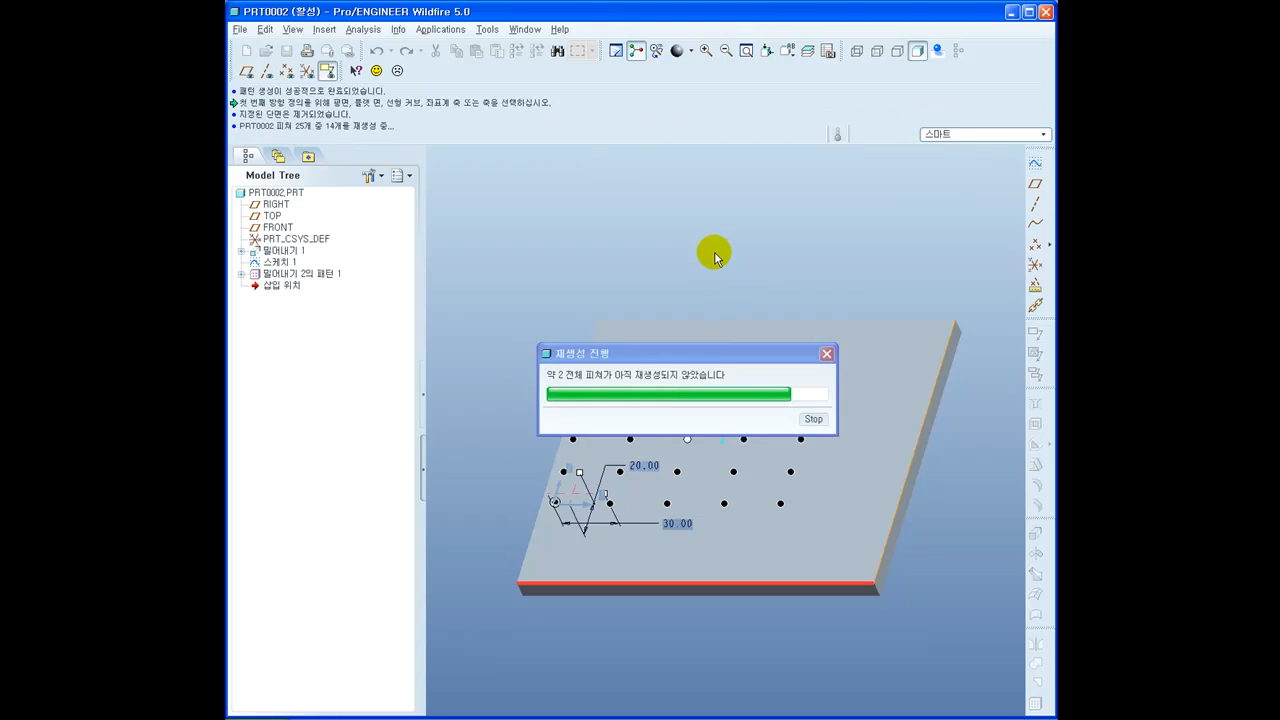 PRT0002 (활성) - Pro/ENGINEER Wildfire 5.0
File Edit View Insert Analysis Info Applications Tools Window Help
패턴 생성이 성공적으로 완료되었습니다.
첫 번째 방향 정의를 위해 평면, 플랫 면, 선형 커브, 좌표계 축 또는 축을 선택하십시오.
지정된 단면은 제거되었습니다.
PRT0002 피쳐 25개 중 14개를 재생성 중...
스마트
Model Tree
PRT0002.PRT
RIGHT
TOP
FRONT
PRT_CSYS_DEF
밀어내기 1
스케치 1
밀어내기 2의 패턴 1
삽입 위치
재생성 진행
약 2 전체 피쳐가 아직 재생성되지 않았습니다
Stop
20.00
30.00